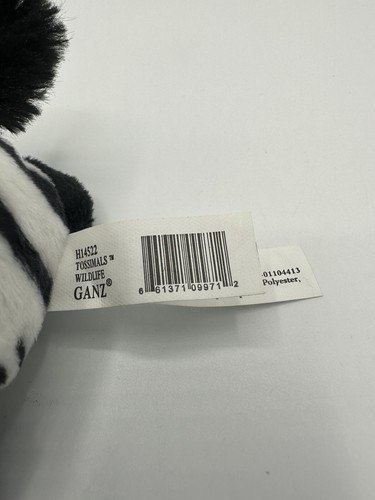 H14522
TOSSIMALS™
WILDLIFE
GANZ®
6 61371 09971 2
01104413
Polyester,